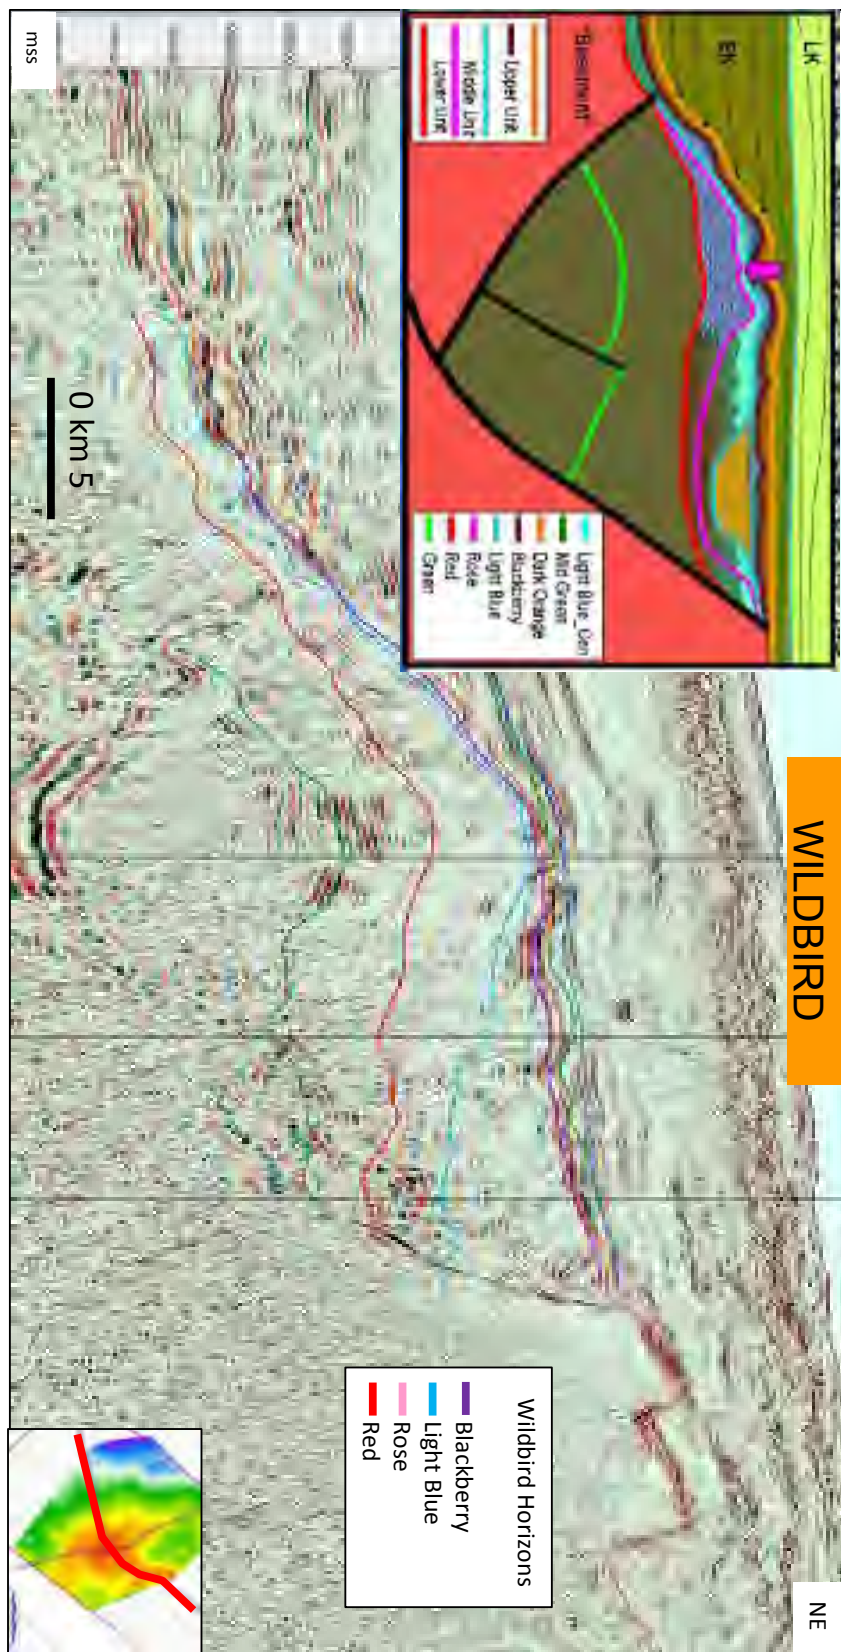 WILDBIRD
NE
LK
EK
"Basement"
Upper Unit
Middle Unit
Lower Unit
Light Blue_Gen
Mid Green
Dark Orange
Blackberry
Light Blue
Rose
Red
Green
mss
0 km 5
Wildbird Horizons
Blackberry
Light Blue
Rose
Red